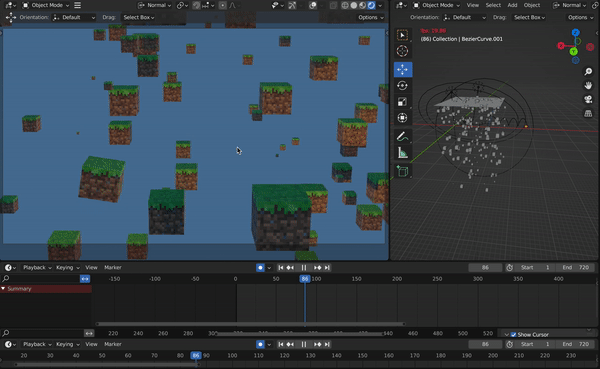 Object Mode
Normal
Object Mode View Select Add Object
Normal
Orientation: Default Drag: Select Box Options
Orientation: Default Drag: Select Box Options
(86) Collection | BezierCurve.001
Playback Keying View Marker 86 Start 1 End 720
-150 -100 -50 0 50 86 100 150 200 250 300 350 400
Summary
220 240 260 280 420 440 460 480 500 520
Show Cursor
Playback Keying View Marker 86 Start 1 End 720
20 30 40 50 60 70 80 86 90 100 110 120 130 140 150 160 170 180 190 200 210 220 230